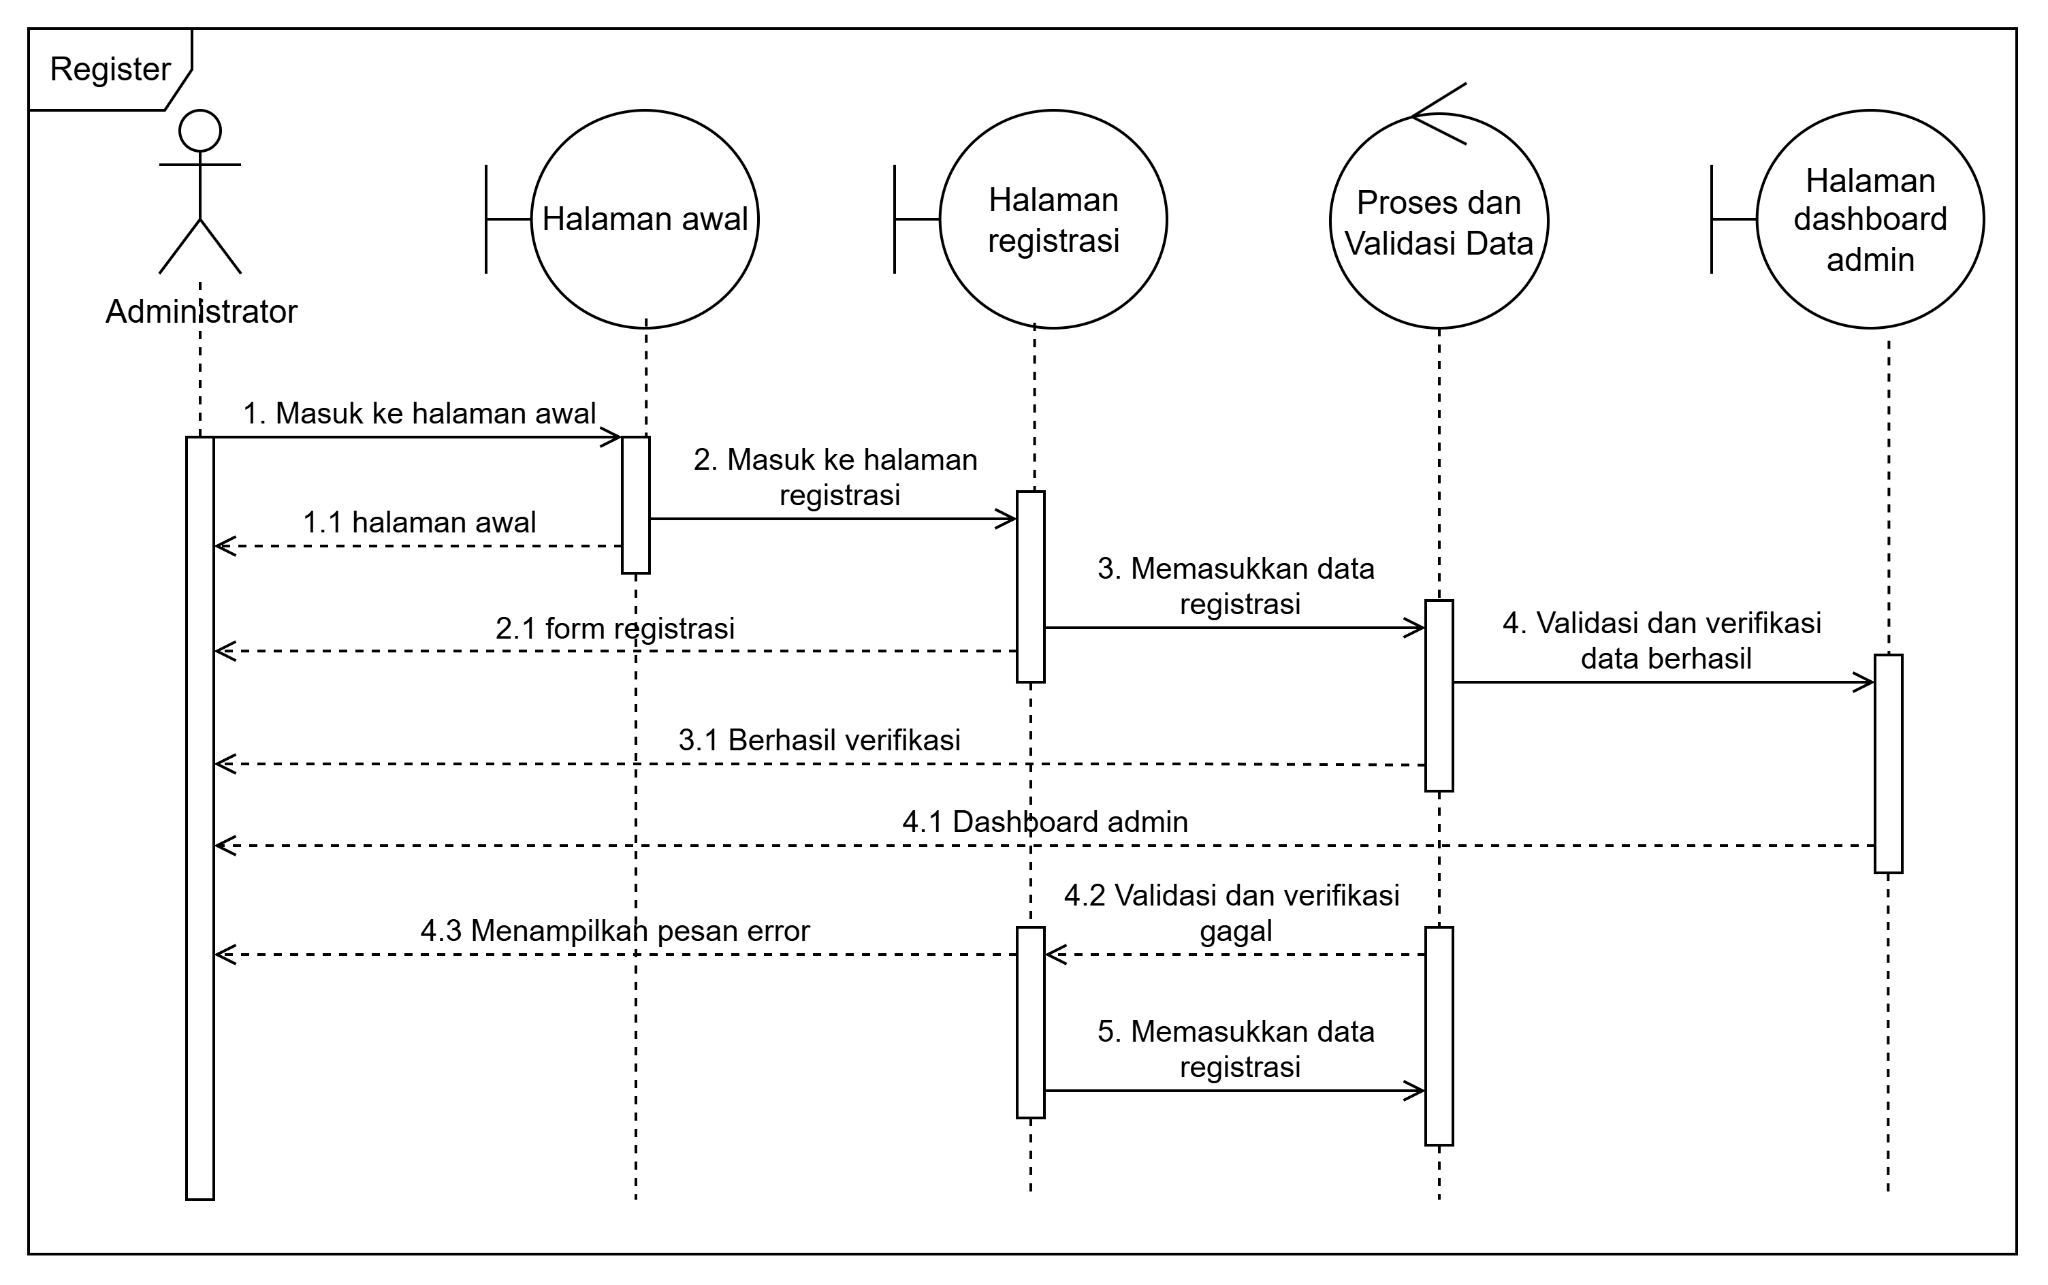 Register
Administrator
Halaman awal
Halaman
registrasi
Proses dan
Validasi Data
Halaman
dashboard
admin
1. Masuk ke halaman awal
2. Masuk ke halaman
registrasi
1.1 halaman awal
3. Memasukkan data
registrasi
2.1 form registrasi
4. Validasi dan verifikasi
data berhasil
3.1 Berhasil verifikasi
4.1 Dashboard admin
4.2 Validasi dan verifikasi
gagal
4.3 Menampilkan pesan error
5. Memasukkan data
registrasi